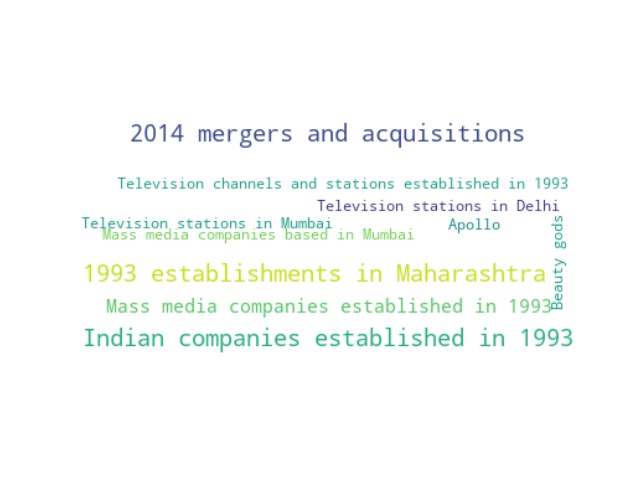 2014 mergers and acquisitions
Television channels and stations established in 1993
Television stations in Delhi
Television stations in Mumbai
Apollo
Mass media companies based in Mumbai
Beauty gods
1993 establishments in Maharashtra
Mass media companies established in 1993
Indian companies established in 1993